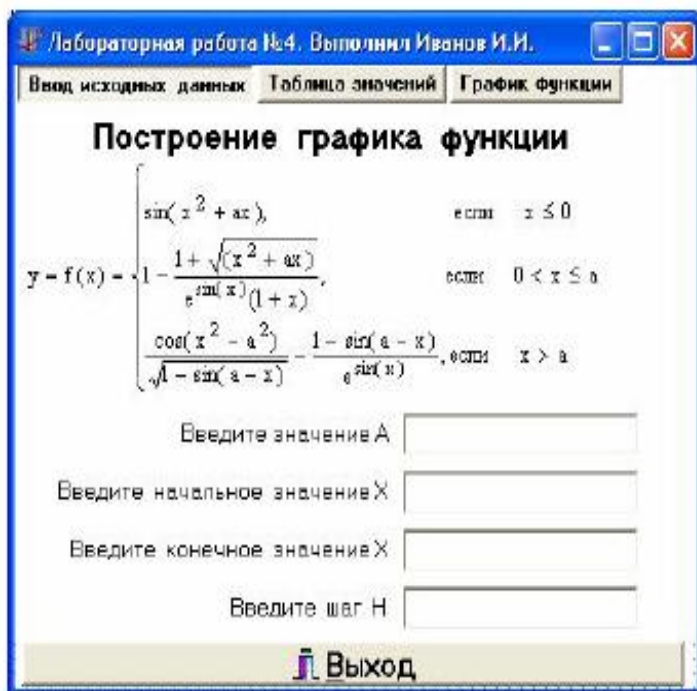 Лабораторная работа №4. Выполнил Иванов И.И.
Ввод исходных данных Таблица значений График функции
Построение графика функции
sin(x² + ax), если x ≤ 0
y = f(x) = 1 - (1 + √(x² + ax)) / (e^sin(x) (1 + x)), если 0 < x ≤ a
cos(x² - a²) / √(1 - sin(a - x)) - (1 - sin(a - x)) / e^sin(x), если x > a
Введите значение A
Введите начальное значение X
Введите конечное значение X
Введите шаг H
Выход